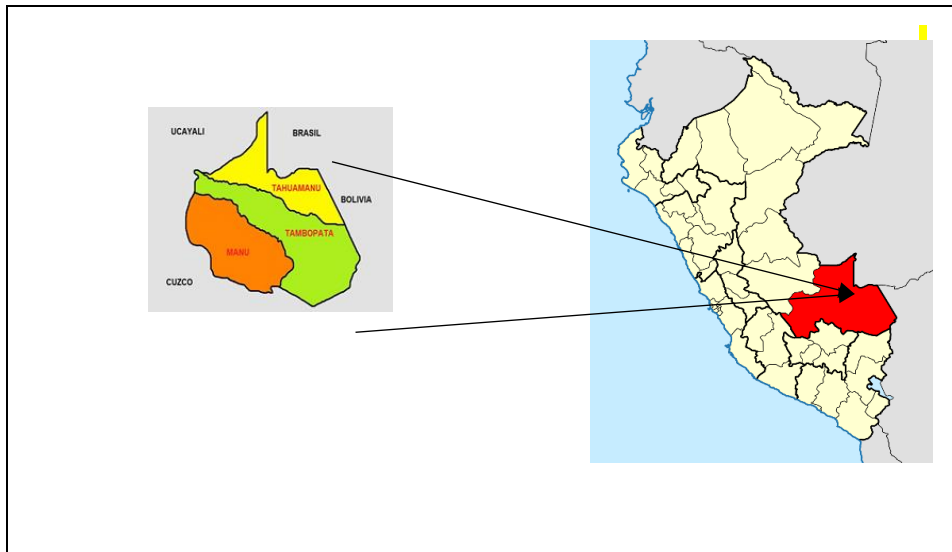 UCAYALI
BRASIL
TAHUAMANU
BOLIVIA
TAMBOPATA
MANU
CUZCO